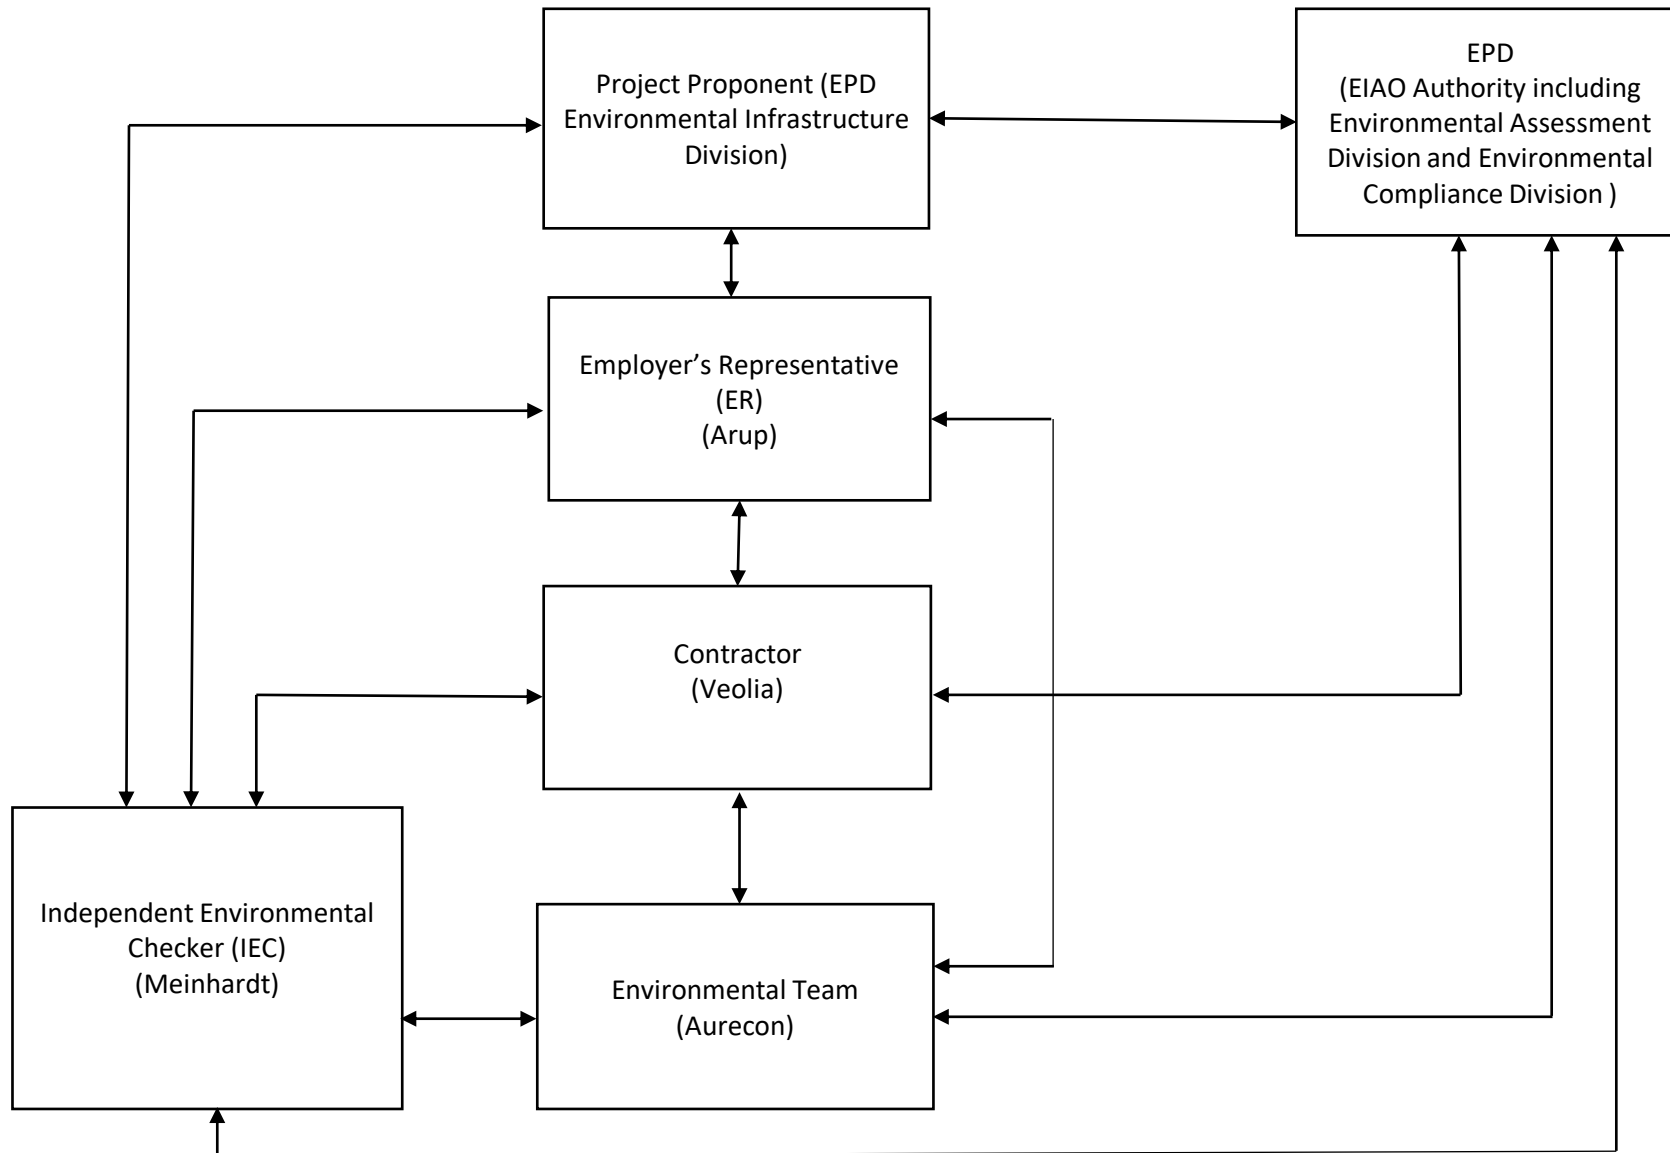 Project Proponent (EPD
Environmental Infrastructure
Division)
EPD
(EIAO Authority including
Environmental Assessment
Division and Environmental
Compliance Division )
Employer’s Representative
(ER)
(Arup)
Contractor
(Veolia)
Independent Environmental
Checker (IEC)
(Meinhardt)
Environmental Team
(Aurecon)